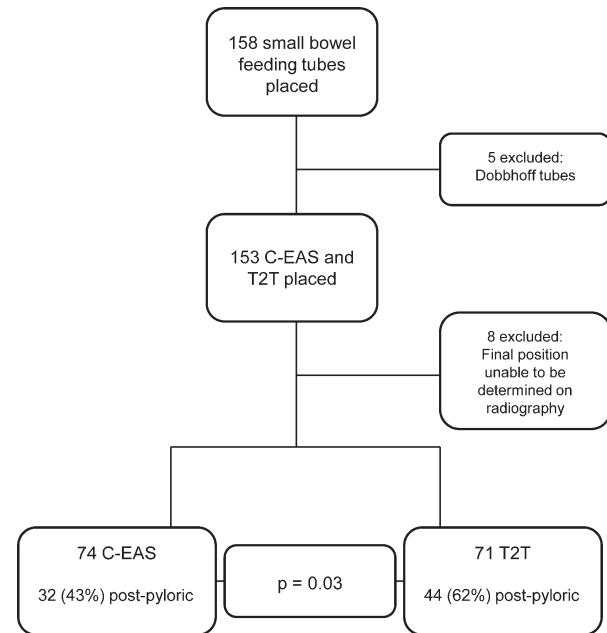 158 small bowel
feeding tubes
placed
5 excluded:
Dobbhoff tubes
153 C-EAS and
T2T placed
8 excluded:
Final position
unable to be
determined on
radiography
74 C-EAS
32 (43%) post-pyloric
p = 0.03
71 T2T
44 (62%) post-pyloric